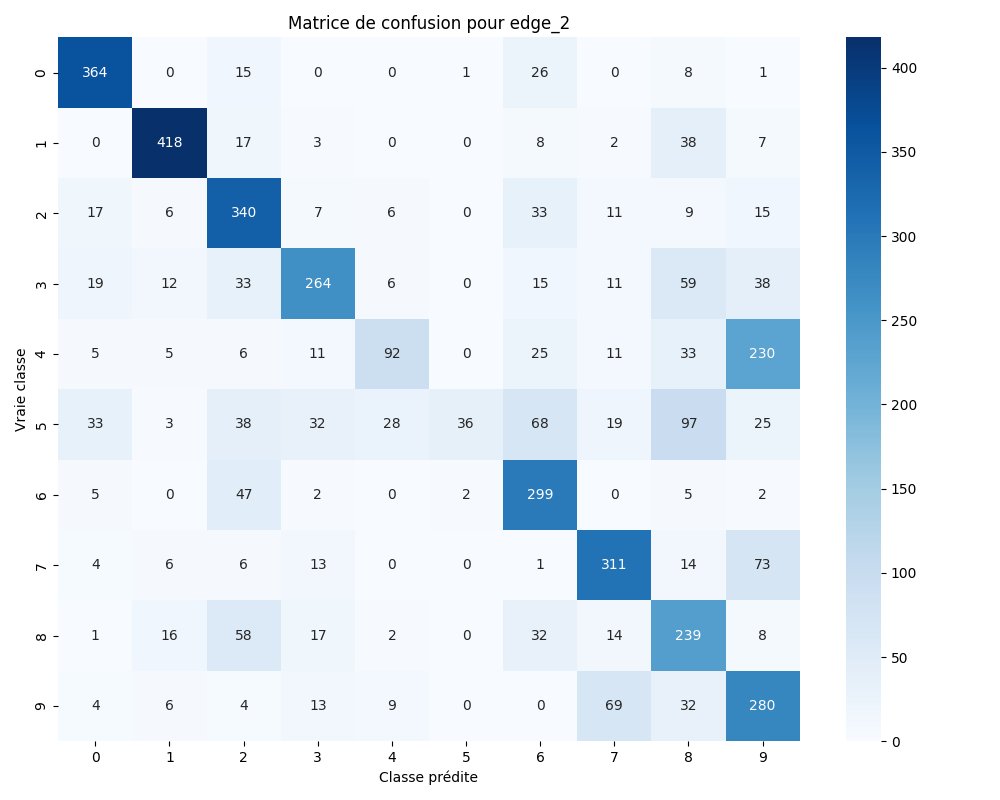 Matrice de confusion pour edge_2
0 364 0 15 0 0 1 26 0 8 1
1 0 418 17 3 0 0 8 2 38 7
2 17 6 340 7 6 0 33 11 9 15
3 19 12 33 264 6 0 15 11 59 38
4 5 5 6 11 92 0 25 11 33 230
5 33 3 38 32 28 36 68 19 97 25
6 5 0 47 2 0 2 299 0 5 2
7 4 6 6 13 0 0 1 311 14 73
8 1 16 58 17 2 0 32 14 239 8
9 4 6 4 13 9 0 0 69 32 280
0 1 2 3 4 5 6 7 8 9
Classe prédite
Vraie classe
400
350
300
250
200
150
100
50
0